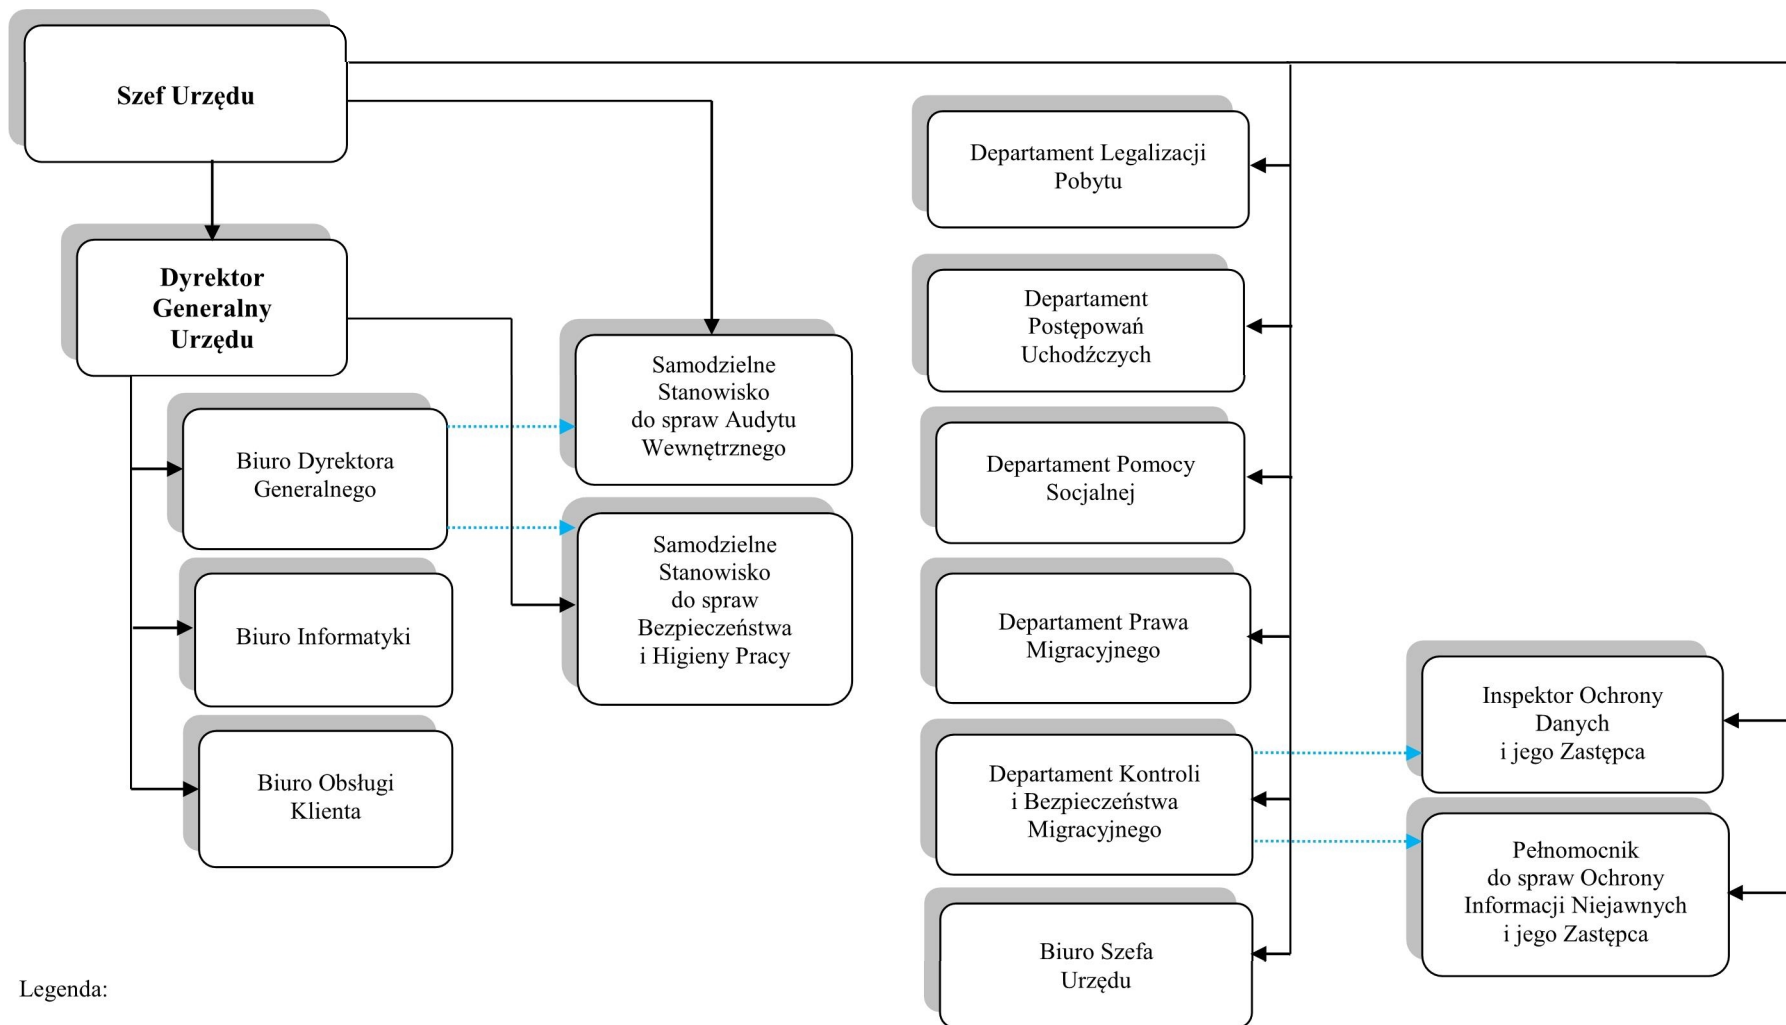 Szef Urzędu
Dyrektor
Generalny
Urzędu
Biuro Dyrektora
Generalnego
Biuro Informatyki
Biuro Obsługi
Klienta
Samodzielne
Stanowisko
do spraw Audytu
Wewnętrznego
Samodzielne
Stanowisko
do spraw
Bezpieczeństwa
i Higieny Pracy
Departament Legalizacji
Pobytu
Departament
Postępowań
Uchodźczych
Departament Pomocy
Socjalnej
Departament Prawa
Migracyjnego
Departament Kontroli
i Bezpieczeństwa
Migracyjnego
Biuro Szefa
Urzędu
Inspektor Ochrony
Danych
i jego Zastępca
Pełnomocnik
do spraw Ochrony
Informacji Niejawnych
i jego Zastępca
Legenda: